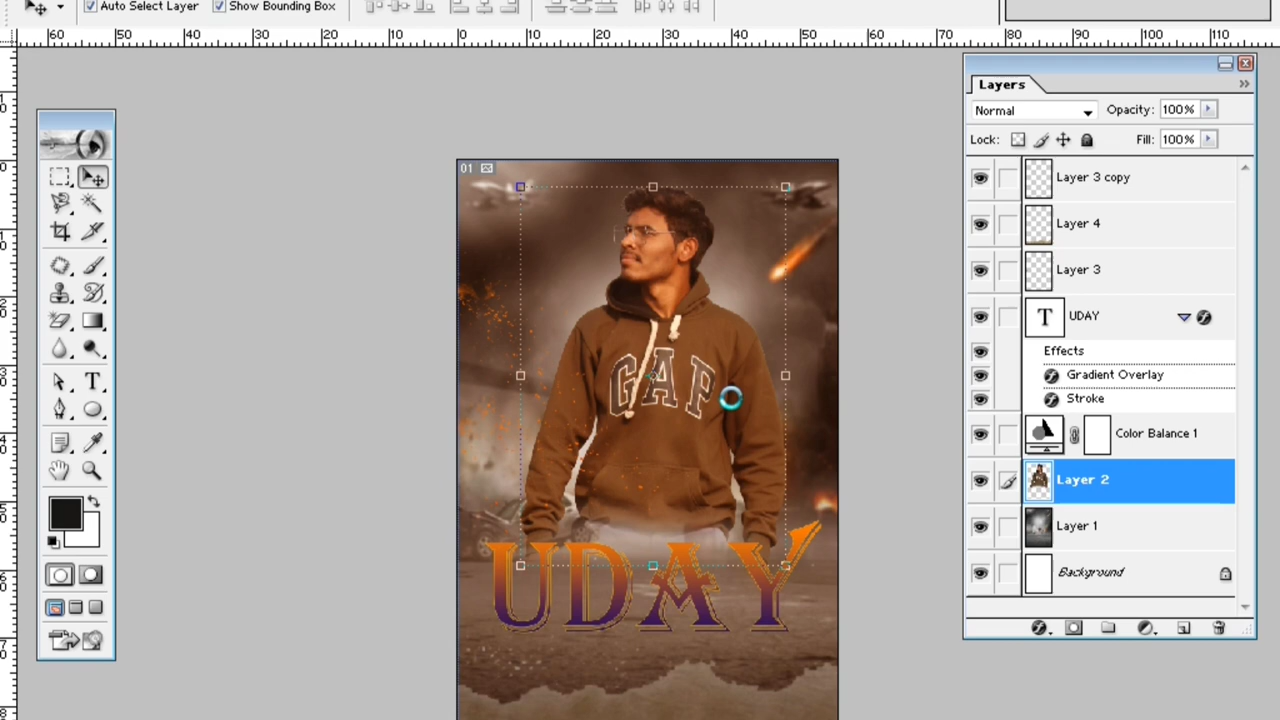 Auto Select Layer Show Bounding Box
60 50 40 30 20 10 0 10 20 30 40 50 60 70 80 90 100 110
Layers
Normal Opacity: 100%
Lock: Fill: 100%
01
Layer 3 copy
Layer 4
Layer 3
T UDAY
Effects
Gradient Overlay
Stroke
Color Balance 1
Layer 2
Layer 1
Background
GAP
UDAY
T